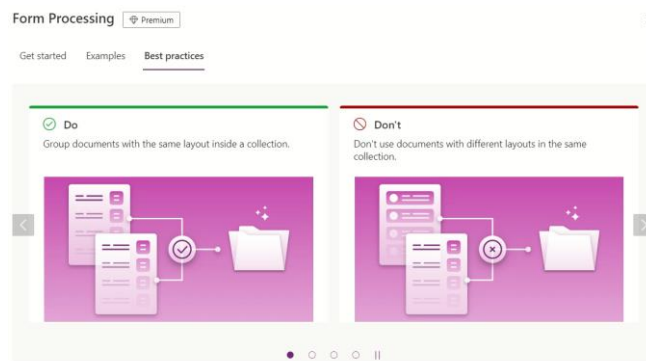 Form Processing Premium
Get started Examples Best practices
Do
Group documents with the same layout inside a collection.
Don't
Don't use documents with different layouts in the same
collection.